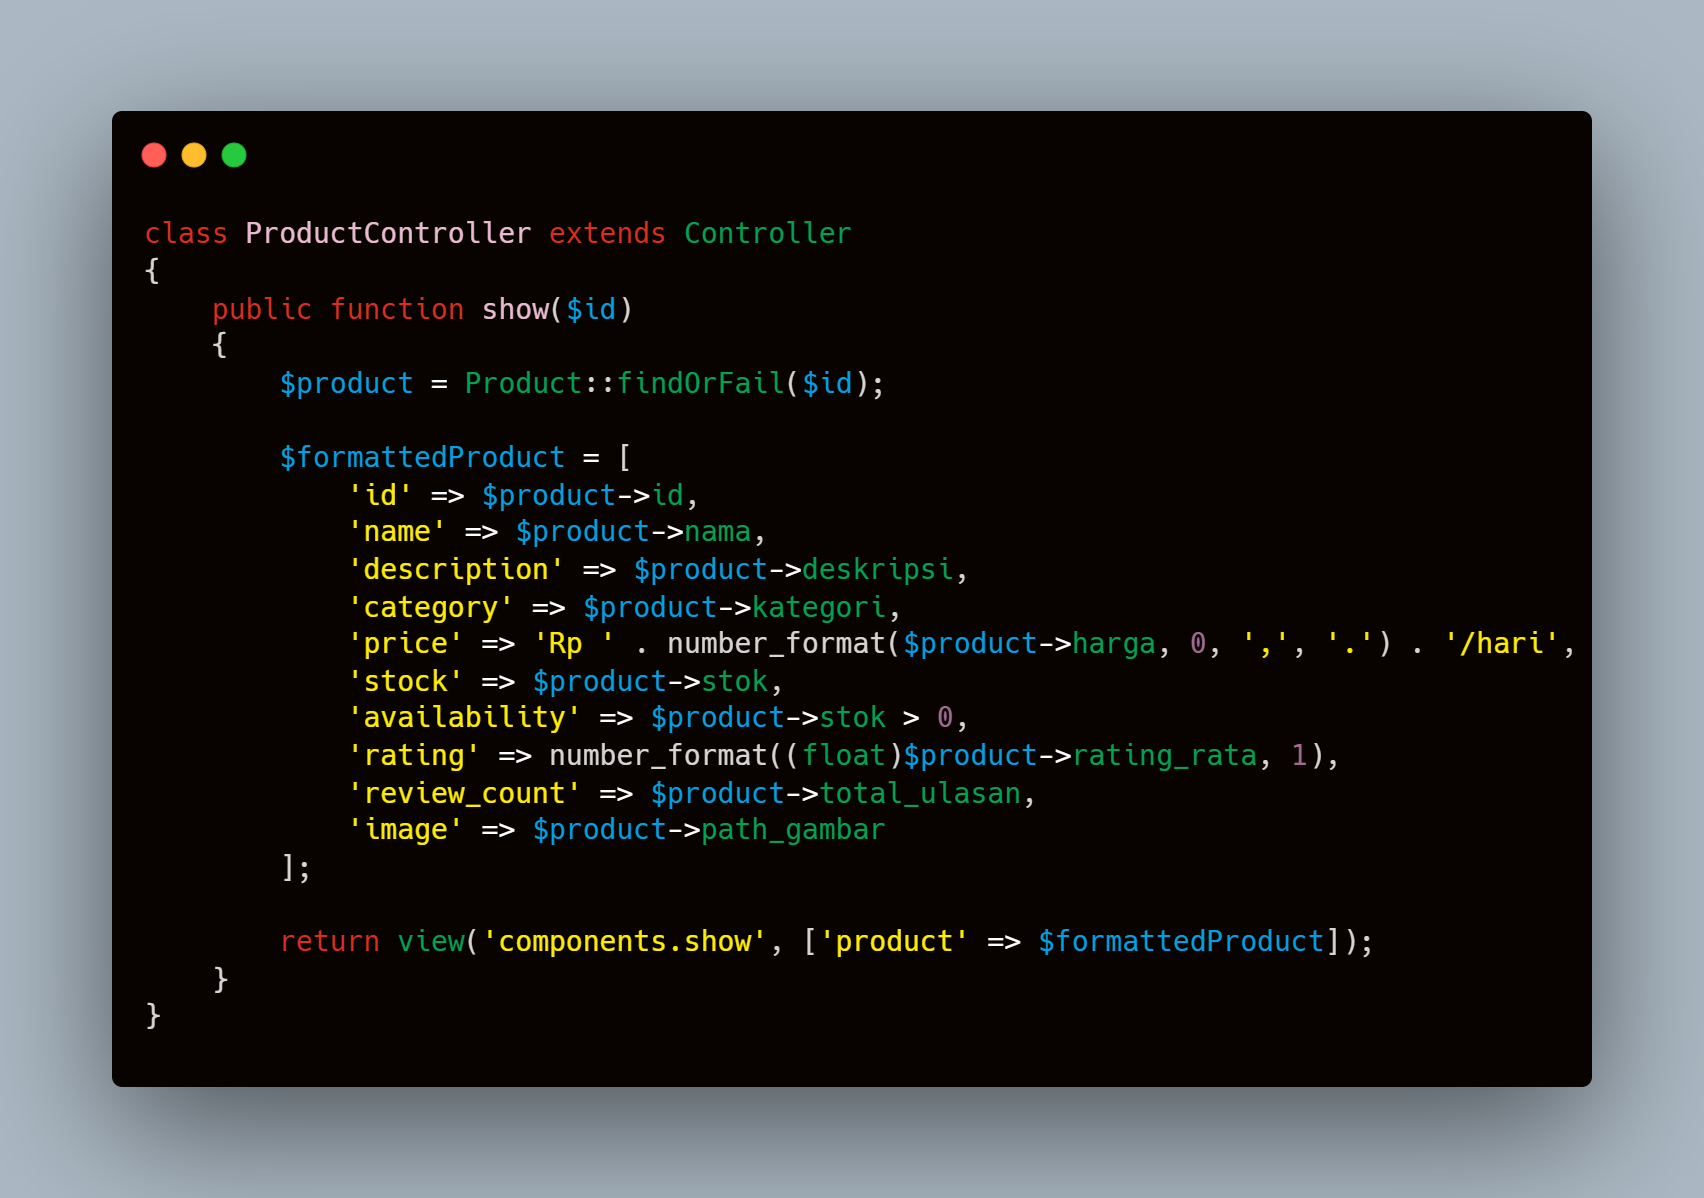 class ProductController extends Controller
{
    public function show($id)
    {
        $product = Product::findOrFail($id);

        $formattedProduct = [
            'id' => $product->id,
            'name' => $product->nama,
            'description' => $product->deskripsi,
            'category' => $product->kategori,
            'price' => 'Rp ' . number_format($product->harga, 0, ',', '.') . '/hari',
            'stock' => $product->stok,
            'availability' => $product->stok > 0,
            'rating' => number_format((float)$product->rating_rata, 1),
            'review_count' => $product->total_ulasan,
            'image' => $product->path_gambar
        ];

        return view('components.show', ['product' => $formattedProduct]);
    }
}